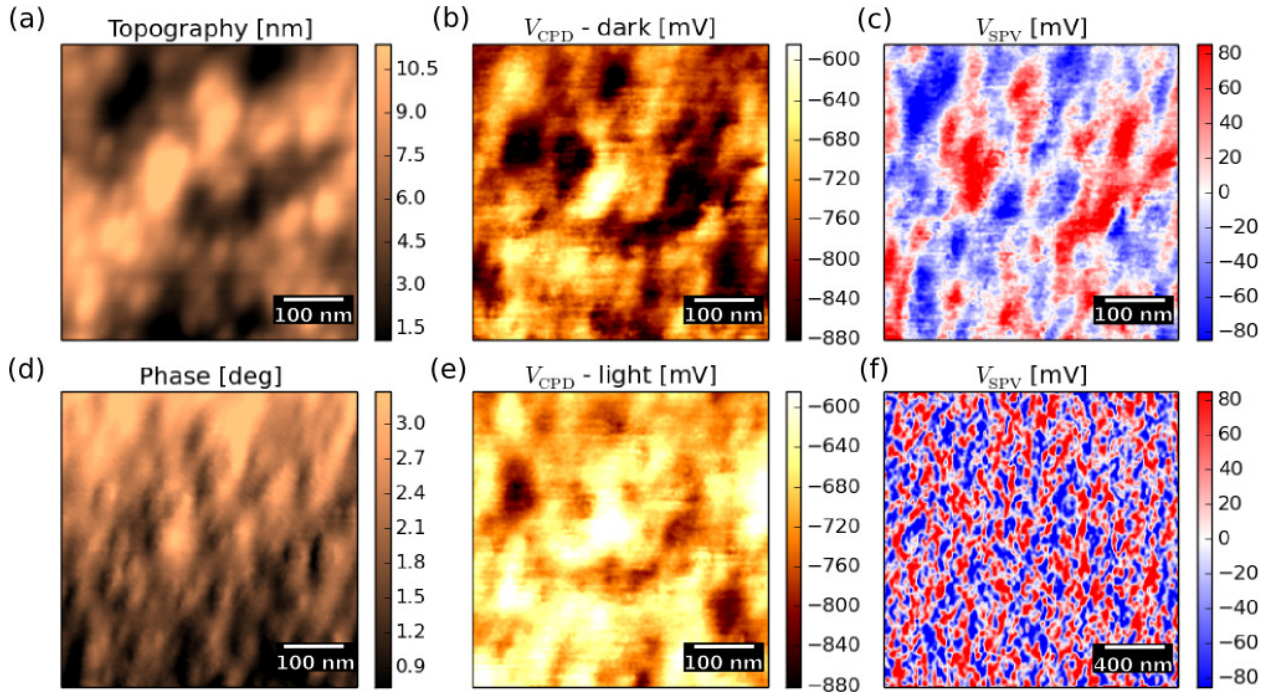 (a)
Topography [nm]
10.5
9.0
7.5
6.0
4.5
3.0
1.5
100 nm
(b)
V_CPD - dark [mV]
−600
−640
−680
−720
−760
−800
−840
−880
100 nm
(c)
V_SPV [mV]
80
60
40
20
0
−20
−40
−60
−80
100 nm
(d)
Phase [deg]
3.0
2.7
2.4
2.1
1.8
1.5
1.2
0.9
100 nm
(e)
V_CPD - light [mV]
−600
−640
−680
−720
−760
−800
−840
−880
100 nm
(f)
V_SPV [mV]
80
60
40
20
0
−20
−40
−60
−80
400 nm